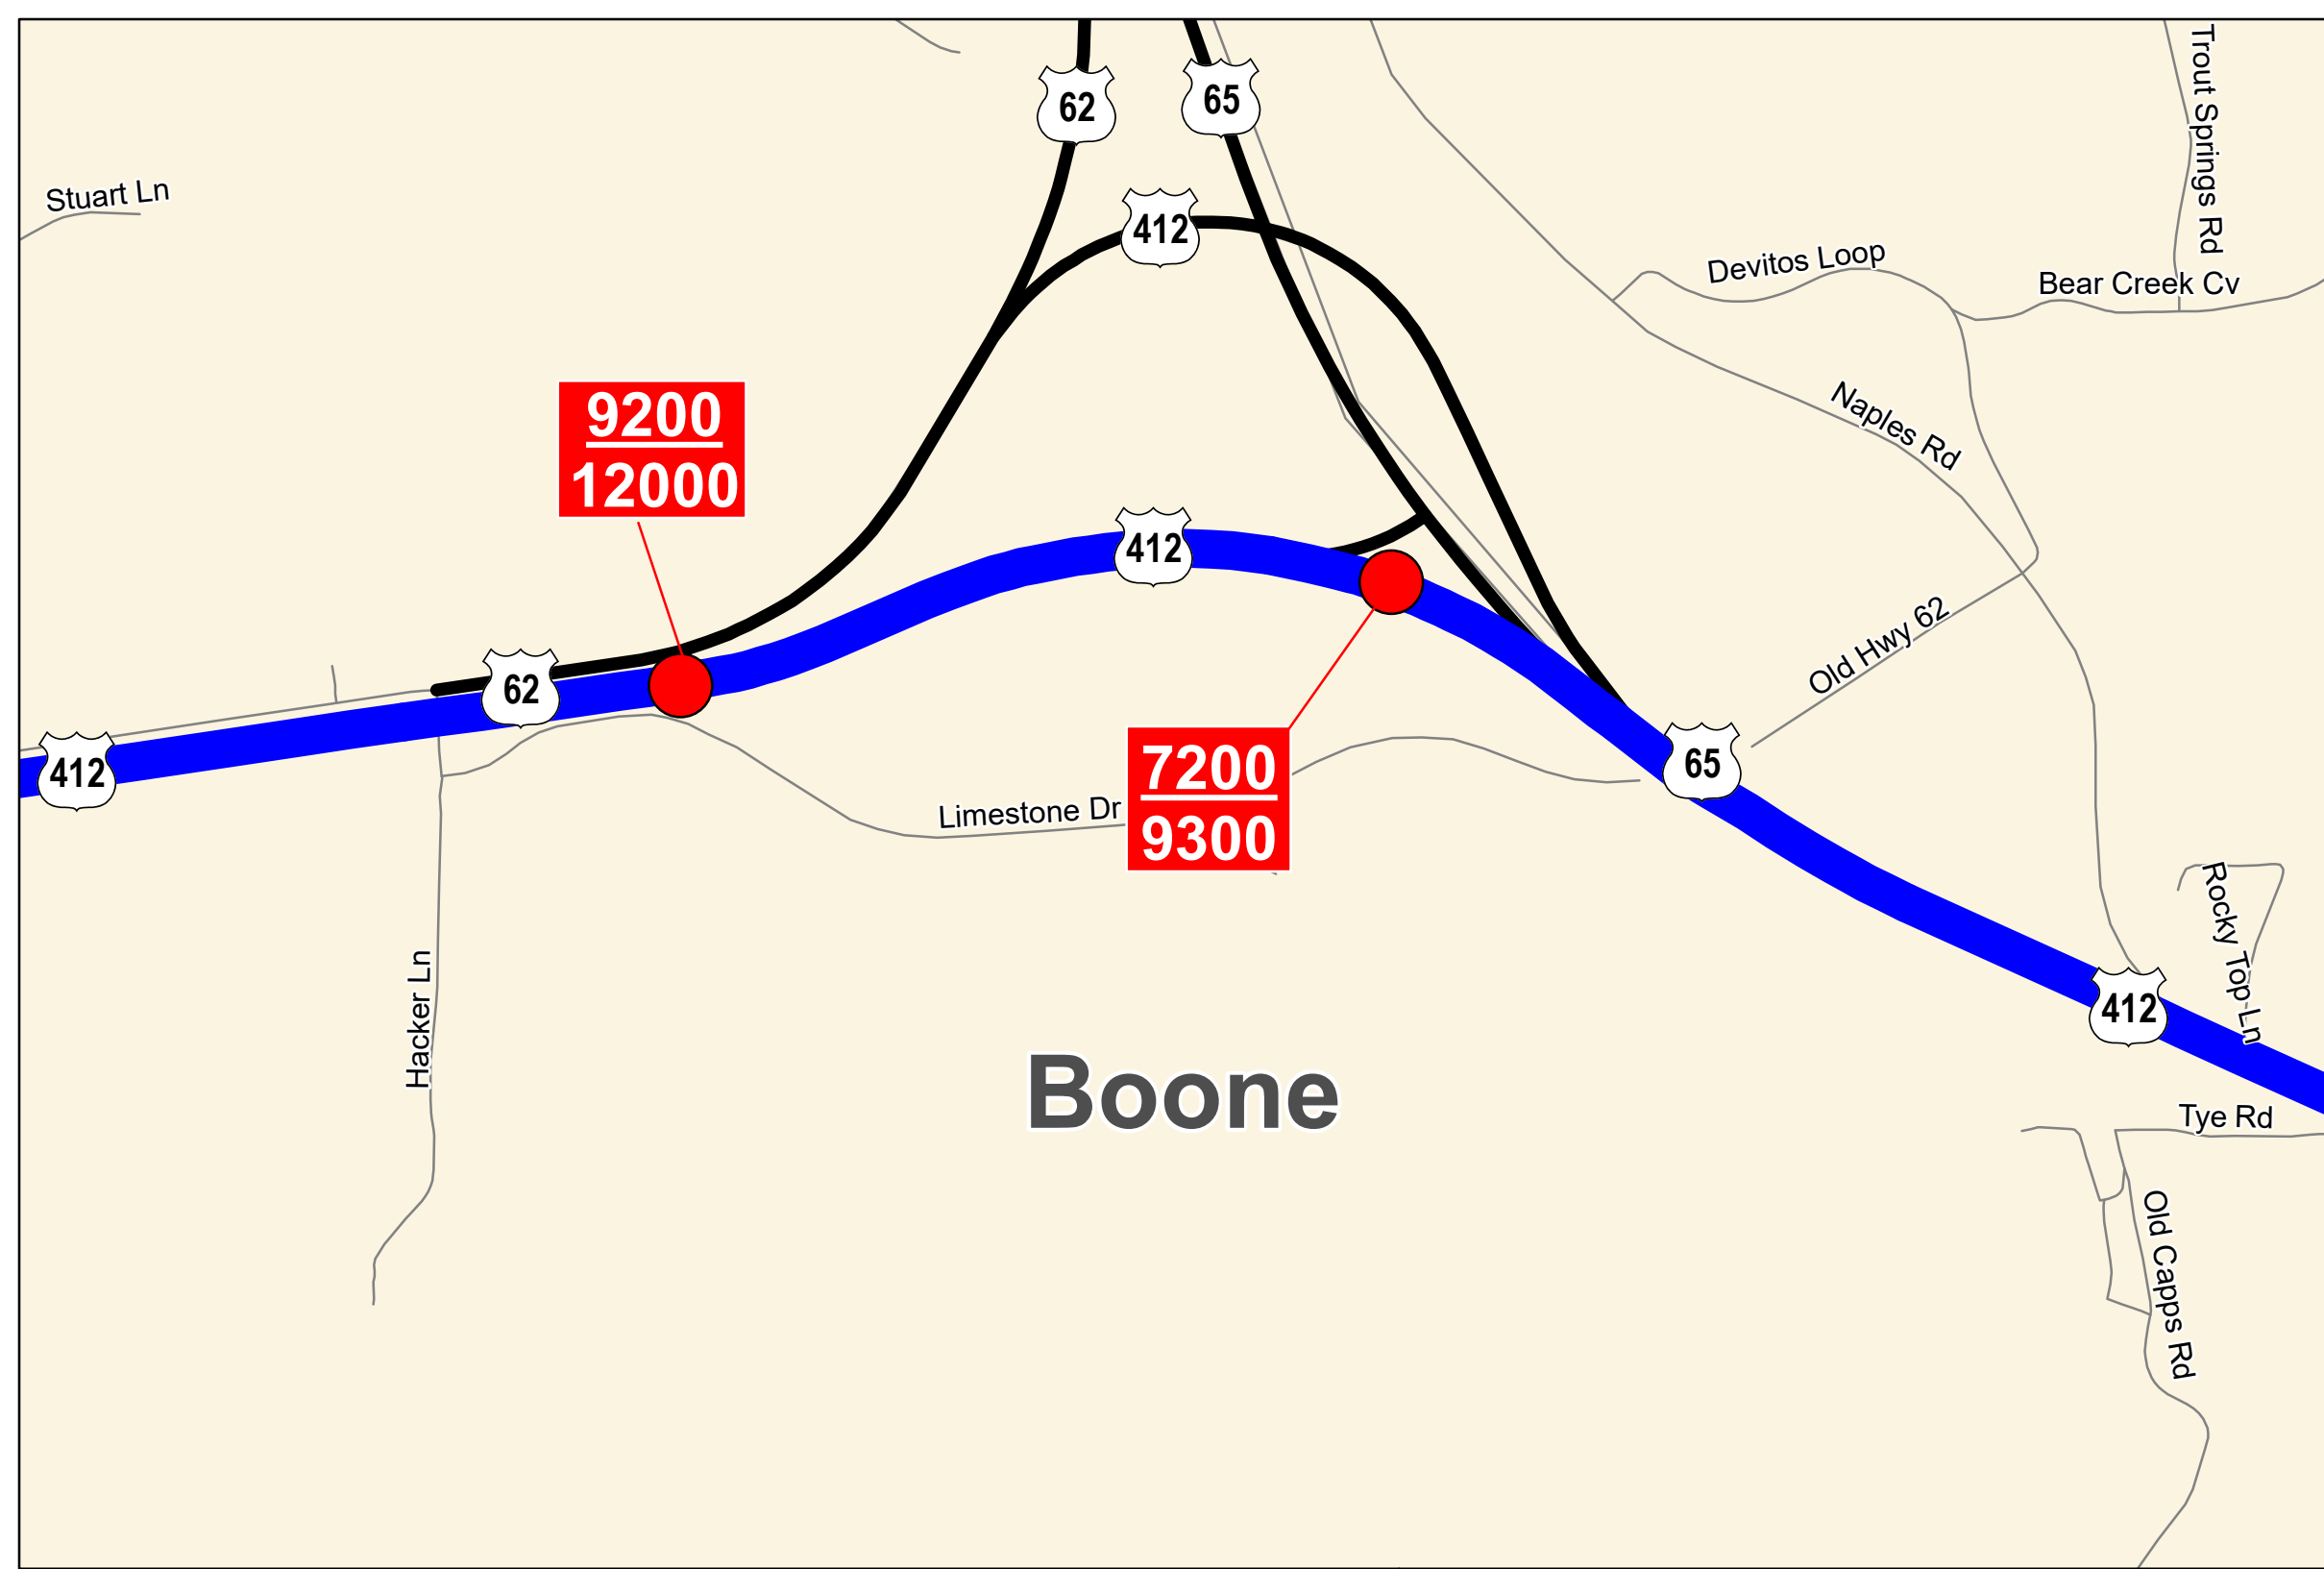 62
65
Trout Springs Rd
Stuart Ln
412
Devitos Loop
Bear Creek Cv
9200
12000
Naples Rd
412
Old Hwy 62
62
412
65
7200
9300
Limestone Dr
Rocky Top Ln
Hacker Ln
412
Boone
Tye Rd
Old Capps Rd